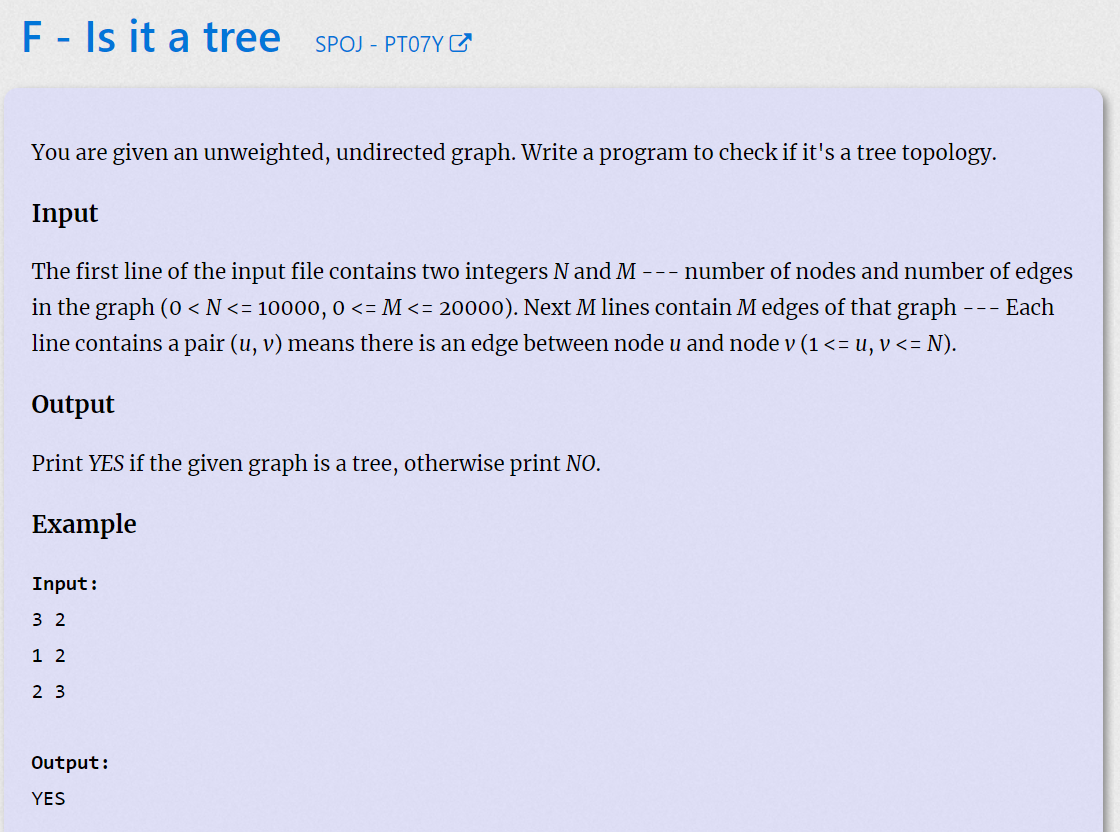 F - Is it a tree SPOJ - PT07Y
You are given an unweighted, undirected graph. Write a program to check if it's a tree topology.
Input
The first line of the input file contains two integers N and M --- number of nodes and number of edges
in the graph (0 < N <= 10000, 0 <= M <= 20000). Next M lines contain M edges of that graph --- Each
line contains a pair (u, v) means there is an edge between node u and node v (1 <= u, v <= N).
Output
Print YES if the given graph is a tree, otherwise print NO.
Example
Input:
3 2
1 2
2 3
Output:
YES